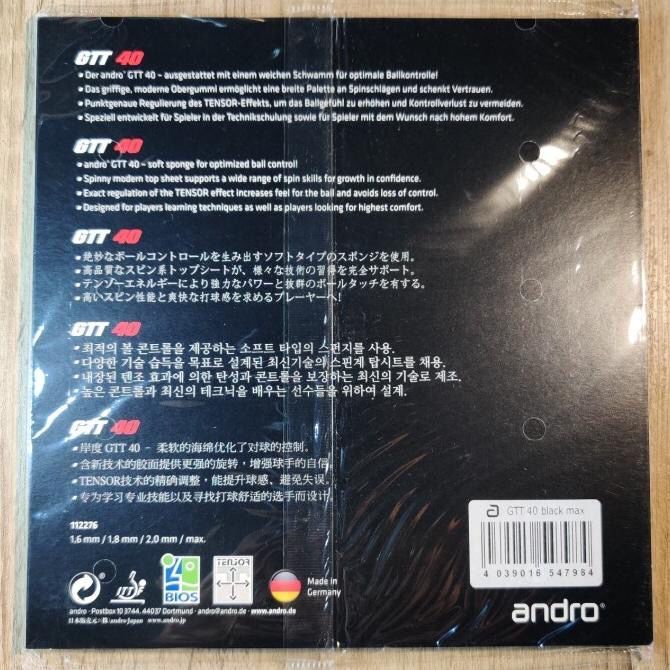 GTT 40
• Der andro® GTT 40 – ausgestattet mit einem weichen Schwamm für optimale Ballkontrolle!
• Das griffige, moderne Obergummi ermöglicht eine breite Palette an Spinschlägen und schenkt Vertrauen.
• Punktgenaue Regulierung des TENSOR-Effekts, um das Ballgefühl zu erhöhen und Kontrollverlust zu vermeiden.
• Speziell entwickelt für Spieler in der Technikschulung sowie für Spieler mit dem Wunsch nach hohem Komfort.
GTT 40
• andro® GTT 40 – soft sponge for optimized ball control!
• Spinny modern top sheet supports a wide range of spin skills for growth in confidence.
• Exact regulation of the TENSOR effect increases feel for the ball and avoids loss of control.
• Designed for players learning techniques as well as players looking for highest comfort.
GTT 40
• 絶妙なボールコントロールを生み出すソフトタイプのスポンジを使用。
• 高品質なスピン系トップシートが、様々な技術の習得を完全サポート。
• テンゾーエネルギーにより強力なパワーと抜群のボールタッチを有する。
• 高いスピン性能と爽快な打球感を求めるプレーヤーへ!
GTT 40
• 최적의 볼 콘트롤을 제공하는 소프트 타입의 스펀지를 사용.
• 다양한 기술 습득을 목표로 설계된 최신기술의 스핀계 탑시트를 채용.
• 내장된 텐조 효과에 의한 탄성과 콘트롤을 보장하는 최신의 기술로 제조.
• 높은 콘트롤과 최신의 테크닉을 배우는 선수들을 위하여 설계.
GTT 40
• 岸度 GTT 40 – 柔软的海绵优化了对球的控制。
• 含新技术的胶面提供更强的旋转，增强球手的自信。
• TENSOR技术的精确调整，能提升球感、避免失误。
• 专为学习专业技能以及寻找打球舒适的选手而设计。
112276
1,6 mm / 1,8 mm / 2,0 mm / max.
ITTF
BIOS
TENSOR
Made in
Germany
andro · Postbox 10 3744. 44037 Dortmund · andro@andro.de · www.andro.de
日本販売元：(株) andro Japan www.andro.jp
a GTT 40 black max
4 039016 547984
andro®